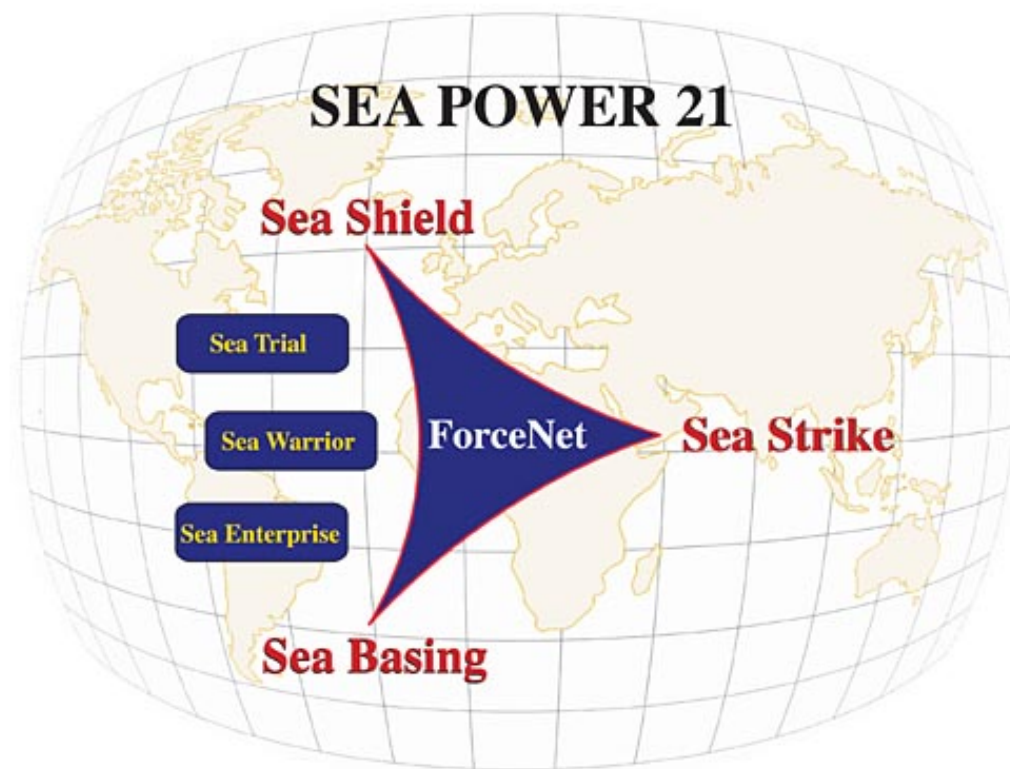 SEA POWER 21
Sea Shield
Sea Trial
Sea Warrior
ForceNet
Sea Strike
Sea Enterprise
Sea Basing